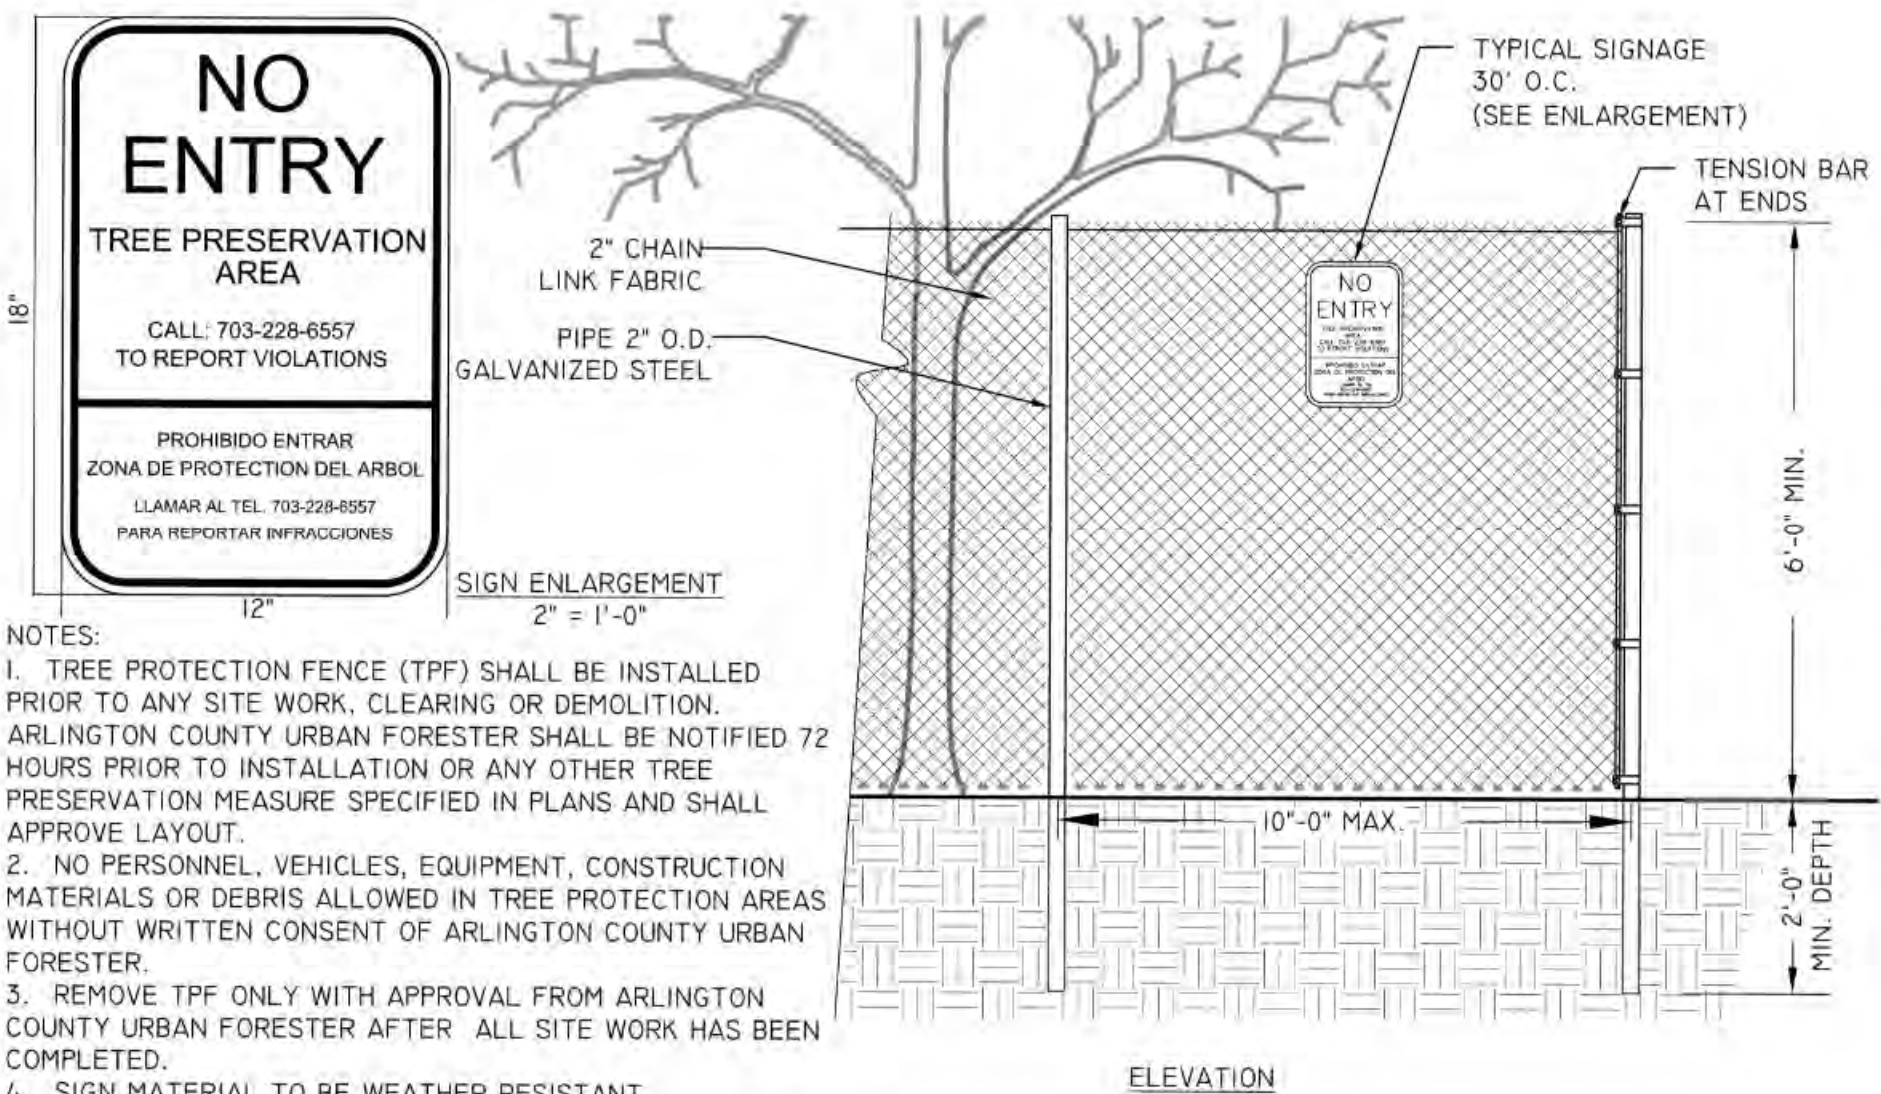 NO
ENTRY
TREE PRESERVATION
AREA
CALL: 703-228-6557
TO REPORT VIOLATIONS
PROHIBIDO ENTRAR
ZONA DE PROTECTION DEL ARBOL
LLAMAR AL TEL. 703-228-6557
PARA REPORTAR INFRACCIONES
18"
12"
SIGN ENLARGEMENT
2" = 1'-0"
2" CHAIN
LINK FABRIC
PIPE 2" O.D.
GALVANIZED STEEL
TYPICAL SIGNAGE
30' O.C.
(SEE ENLARGEMENT)
TENSION BAR
AT ENDS
NO
ENTRY
6'-0" MIN.
10"-0" MAX.
2'-0"
MIN. DEPTH
ELEVATION
NOTES:
1. TREE PROTECTION FENCE (TPF) SHALL BE INSTALLED
PRIOR TO ANY SITE WORK, CLEARING OR DEMOLITION.
ARLINGTON COUNTY URBAN FORESTER SHALL BE NOTIFIED 72
HOURS PRIOR TO INSTALLATION OR ANY OTHER TREE
PRESERVATION MEASURE SPECIFIED IN PLANS AND SHALL
APPROVE LAYOUT.
2. NO PERSONNEL, VEHICLES, EQUIPMENT, CONSTRUCTION
MATERIALS OR DEBRIS ALLOWED IN TREE PROTECTION AREAS
WITHOUT WRITTEN CONSENT OF ARLINGTON COUNTY URBAN
FORESTER.
3. REMOVE TPF ONLY WITH APPROVAL FROM ARLINGTON
COUNTY URBAN FORESTER AFTER ALL SITE WORK HAS BEEN
COMPLETED.
4. SIGN MATERIAL TO BE WEATHER RESISTANT